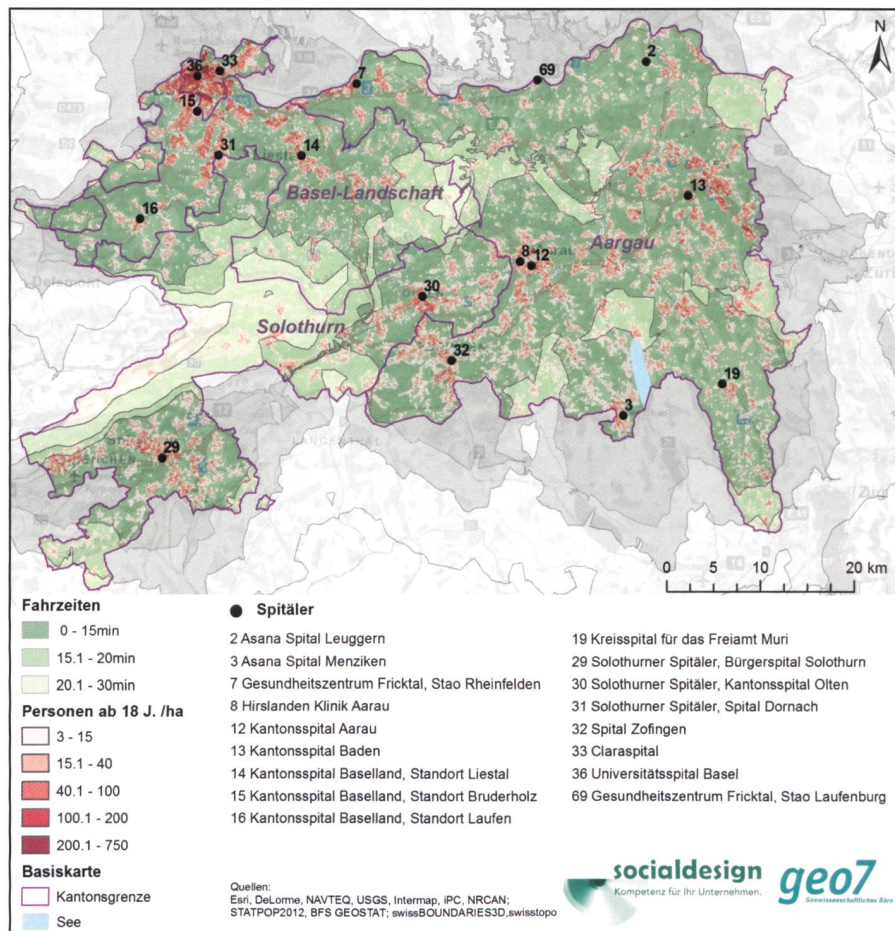 N
36
33
7
69
2
15
31
14
Liestal
Basel-Landschaft
13
16
Aargau
8
12
30
Solothurn
32
19
3
29
LANGENTHAL
Zug
0 5 10 20 km
Fahrzeiten
0 - 15min
15.1 - 20min
20.1 - 30min
Personen ab 18 J. /ha
3 - 15
15.1 - 40
40.1 - 100
100.1 - 200
200.1 - 750
Basiskarte
Kantonsgrenze
See
Spitäler
2 Asana Spital Leuggern
3 Asana Spital Menziken
7 Gesundheitszentrum Fricktal, Stao Rheinfelden
8 Hirslanden Klinik Aarau
12 Kantonsspital Aarau
13 Kantonsspital Baden
14 Kantonsspital Baselland, Standort Liestal
15 Kantonsspital Baselland, Standort Bruderholz
16 Kantonsspital Baselland, Standort Laufen
19 Kreisspital für das Freiamt Muri
29 Solothurner Spitäler, Bürgerspital Solothurn
30 Solothurner Spitäler, Kantonsspital Olten
31 Solothurner Spitäler, Spital Dornach
32 Spital Zofingen
33 Claraspital
36 Universitätsspital Basel
69 Gesundheitszentrum Fricktal, Stao Laufenburg
Quellen:
Esri, DeLorme, NAVTEQ, USGS, Intermap, iPC, NRCAN;
STATPOP2012, BFS GEOSTAT; swissBOUNDARIES3D,swisstopo
socialdesign
Kompetenz für Ihr Unternehmen.
geo7
Geowissenschaftliches Büro